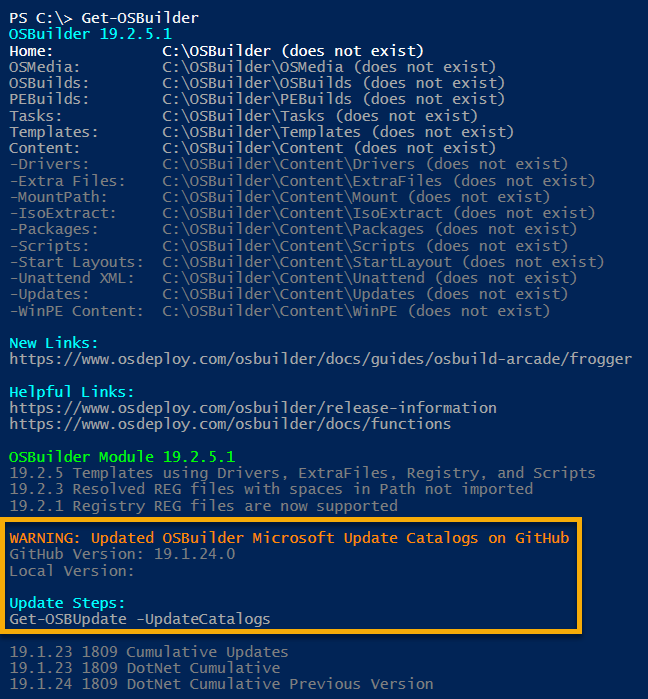 PS C:\> Get-OSBuilder
OSBuilder 19.2.5.1
Home: C:\OSBuilder (does not exist)
OSMedia: C:\OSBuilder\OSMedia (does not exist)
OSBuilds: C:\OSBuilder\OSBuilds (does not exist)
PEBuilds: C:\OSBuilder\PEBuilds (does not exist)
Tasks: C:\OSBuilder\Tasks (does not exist)
Templates: C:\OSBuilder\Templates (does not exist)
Content: C:\OSBuilder\Content (does not exist)
-Drivers: C:\OSBuilder\Content\Drivers (does not exist)
-Extra Files: C:\OSBuilder\Content\ExtraFiles (does not exist)
-MountPath: C:\OSBuilder\Content\Mount (does not exist)
-IsoExtract: C:\OSBuilder\Content\IsoExtract (does not exist)
-Packages: C:\OSBuilder\Content\Packages (does not exist)
-Scripts: C:\OSBuilder\Content\Scripts (does not exist)
-Start Layouts: C:\OSBuilder\Content\StartLayout (does not exist)
-Unattend XML: C:\OSBuilder\Content\Unattend (does not exist)
-Updates: C:\OSBuilder\Content\Updates (does not exist)
-WinPE Content: C:\OSBuilder\Content\WinPE (does not exist)
New Links:
https://www.osdeploy.com/osbuilder/docs/guides/osbuild-arcade/frogger
Helpful Links:
https://www.osdeploy.com/osbuilder/release-information
https://www.osdeploy.com/osbuilder/docs/functions
OSBuilder Module 19.2.5.1
19.2.5 Templates using Drivers, ExtraFiles, Registry, and Scripts
19.2.3 Resolved REG files with spaces in Path not imported
19.2.1 Registry REG files are now supported
WARNING: Updated OSBuilder Microsoft Update Catalogs on GitHub
GitHub Version: 19.1.24.0
Local Version:
Update Steps:
Get-OSBUpdate -UpdateCatalogs
19.1.23 1809 Cumulative Updates
19.1.23 1809 DotNet Cumulative
19.1.24 1809 DotNet Cumulative Previous Version